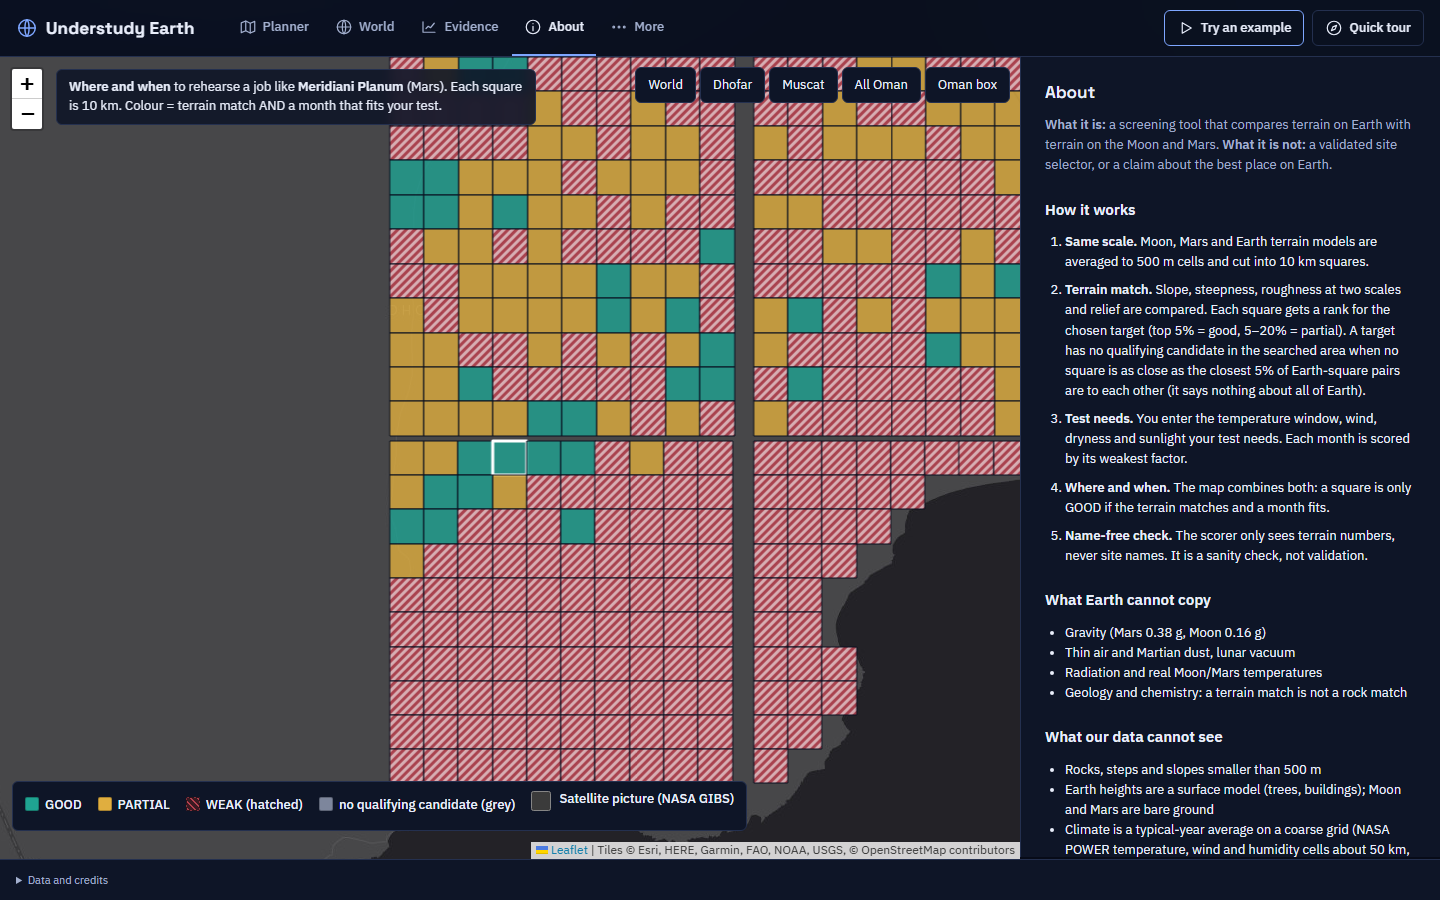 Understudy Earth
Planner
World
Evidence
About
More
Try an example
Quick tour
+
−
Where and when to rehearse a job like Meridiani Planum (Mars). Each square
is 10 km. Colour = terrain match AND a month that fits your test.
World
Dhofar
Muscat
All Oman
Oman box
GOOD
PARTIAL
WEAK (hatched)
no qualifying candidate (grey)
Satellite picture (NASA GIBS)
Leaflet | Tiles © Esri, HERE, Garmin, FAO, NOAA, USGS, © OpenStreetMap contributors
About
What it is: a screening tool that compares terrain on Earth with
terrain on the Moon and Mars. What it is not: a validated site
selector, or a claim about the best place on Earth.
How it works
1. Same scale. Moon, Mars and Earth terrain models are
averaged to 500 m cells and cut into 10 km squares.
2. Terrain match. Slope, steepness, roughness at two scales
and relief are compared. Each square gets a rank for the
chosen target (top 5% = good, 5–20% = partial). A target
has no qualifying candidate in the searched area when no
square is as close as the closest 5% of Earth-square pairs
are to each other (it says nothing about all of Earth).
3. Test needs. You enter the temperature window, wind,
dryness and sunlight your test needs. Each month is scored
by its weakest factor.
4. Where and when. The map combines both: a square is only
GOOD if the terrain matches and a month fits.
5. Name-free check. The scorer only sees terrain numbers,
never site names. It is a sanity check, not validation.
What Earth cannot copy
• Gravity (Mars 0.38 g, Moon 0.16 g)
• Thin air and Martian dust, lunar vacuum
• Radiation and real Moon/Mars temperatures
• Geology and chemistry: a terrain match is not a rock match
What our data cannot see
• Rocks, steps and slopes smaller than 500 m
• Earth heights are a surface model (trees, buildings); Moon
and Mars are bare ground
• Climate is a typical-year average on a coarse grid (NASA
POWER temperature, wind and humidity cells about 50 km,
Data and credits